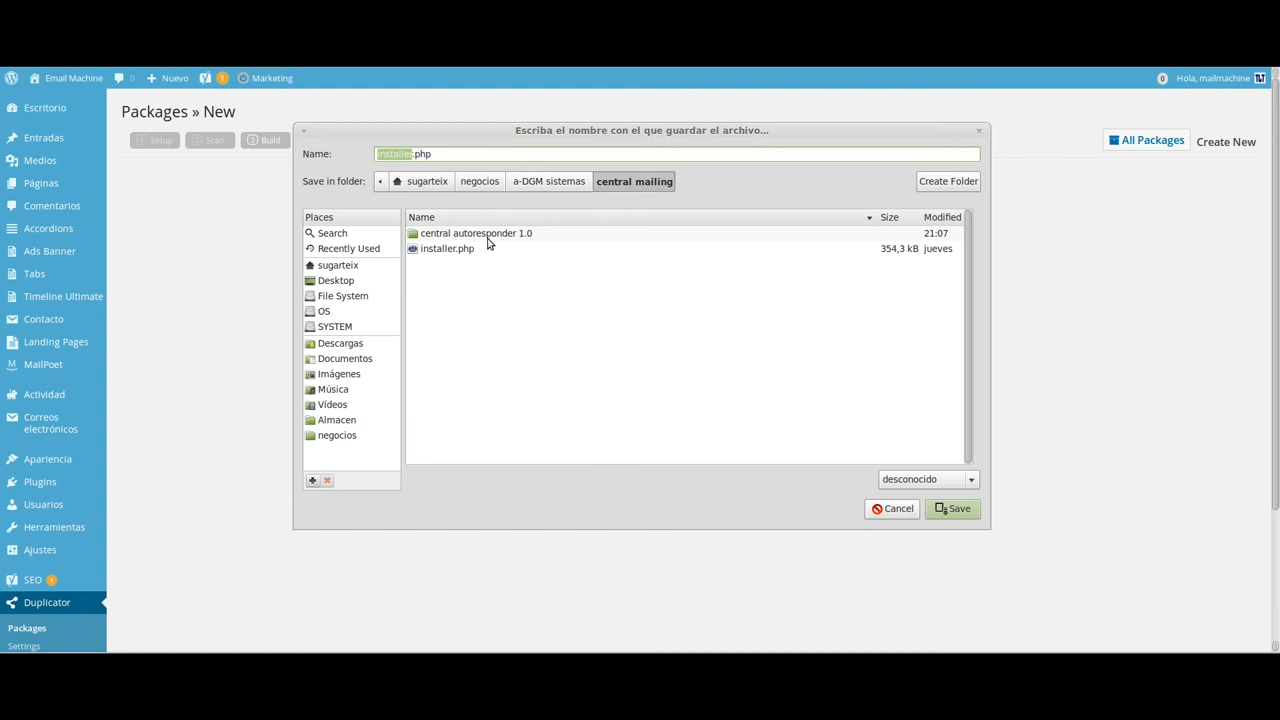 Email Machine 0 Nuevo 1 Marketing 0 Hola, mailmachine
Escritorio
Entradas
Medios
Páginas
Comentarios
Accordions
Ads Banner
Tabs
Timeline Ultimate
Contacto
Landing Pages
MailPoet
Actividad
Correos
electrónicos
Apariencia
Plugins
Usuarios
Herramientas
Ajustes
SEO 1
Duplicator
Packages
Settings
Packages » New
1 Setup 2 Scan 3 Build
All Packages Create New
Escriba el nombre con el que guardar el archivo...
Name: installer.php
Save in folder: sugarteix negocios a-DGM sistemas central mailing Create Folder
Places
Search
Recently Used
sugarteix
Desktop
File System
OS
SYSTEM
Descargas
Documentos
Imágenes
Música
Vídeos
Almacen
negocios
Name Size Modified
central autoresponder 1.0 21:07
installer.php 354,3 kB jueves
desconocido
Cancel Save